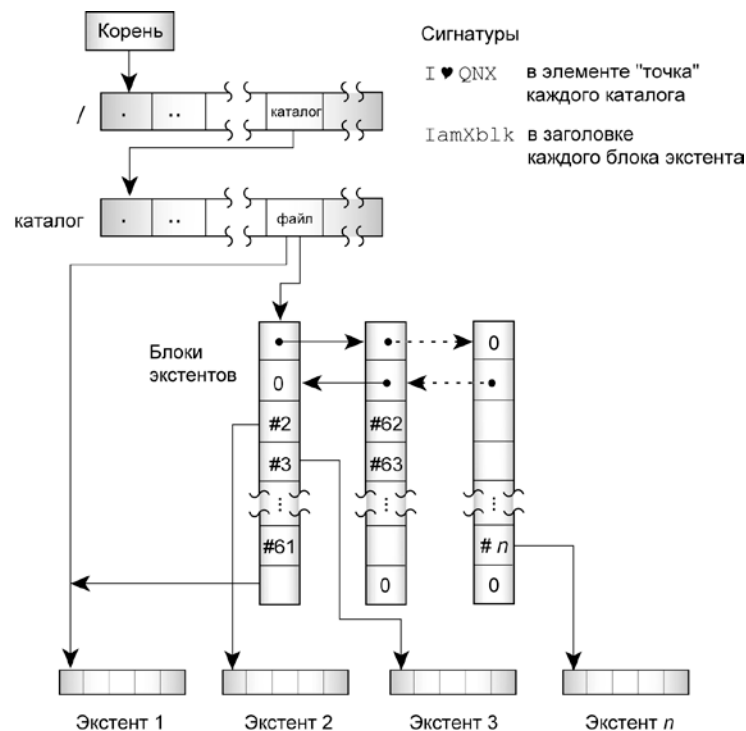 Корень
Сигнатуры
I ♥ QNX в элементе "точка"
каждого каталога
IamXblk в заголовке
каждого блока экстента
/ . .. каталог
каталог . .. файл
Блоки
экстентов
0
0
#2 #62
#3 #63
#61 # n
0 0
Экстент 1 Экстент 2 Экстент 3 Экстент n